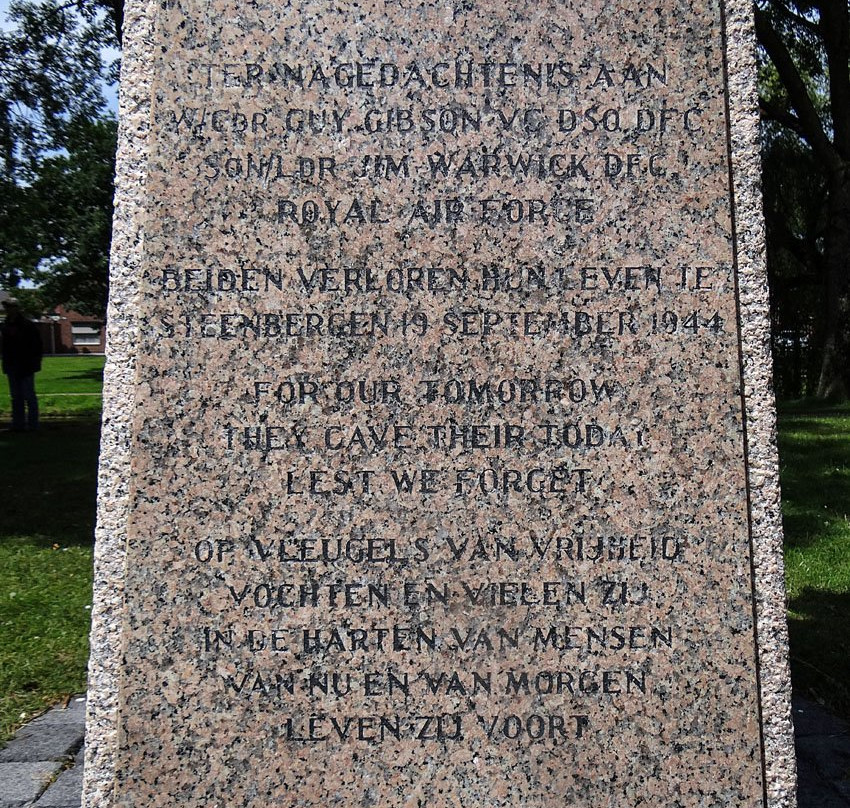 TER NAGEDACHTENIS AAN
W/CDR GUY GIBSON VC DSO DFC
SQN/LDR JIM WARWICK DFC
ROYAL AIR FORCE
BEIDEN VERLOREN HUN LEVEN TE
STEENBERGEN 19 SEPTEMBER 1944
FOR OUR TOMORROW
THEY GAVE THEIR TODAY
LEST WE FORGET
OP VLEUGELS VAN VRIJHEID
VOCHTEN EN VIELEN ZIJ
IN DE HARTEN VAN MENSEN
VAN NU EN VAN MORGEN
LEVEN ZIJ VOORT